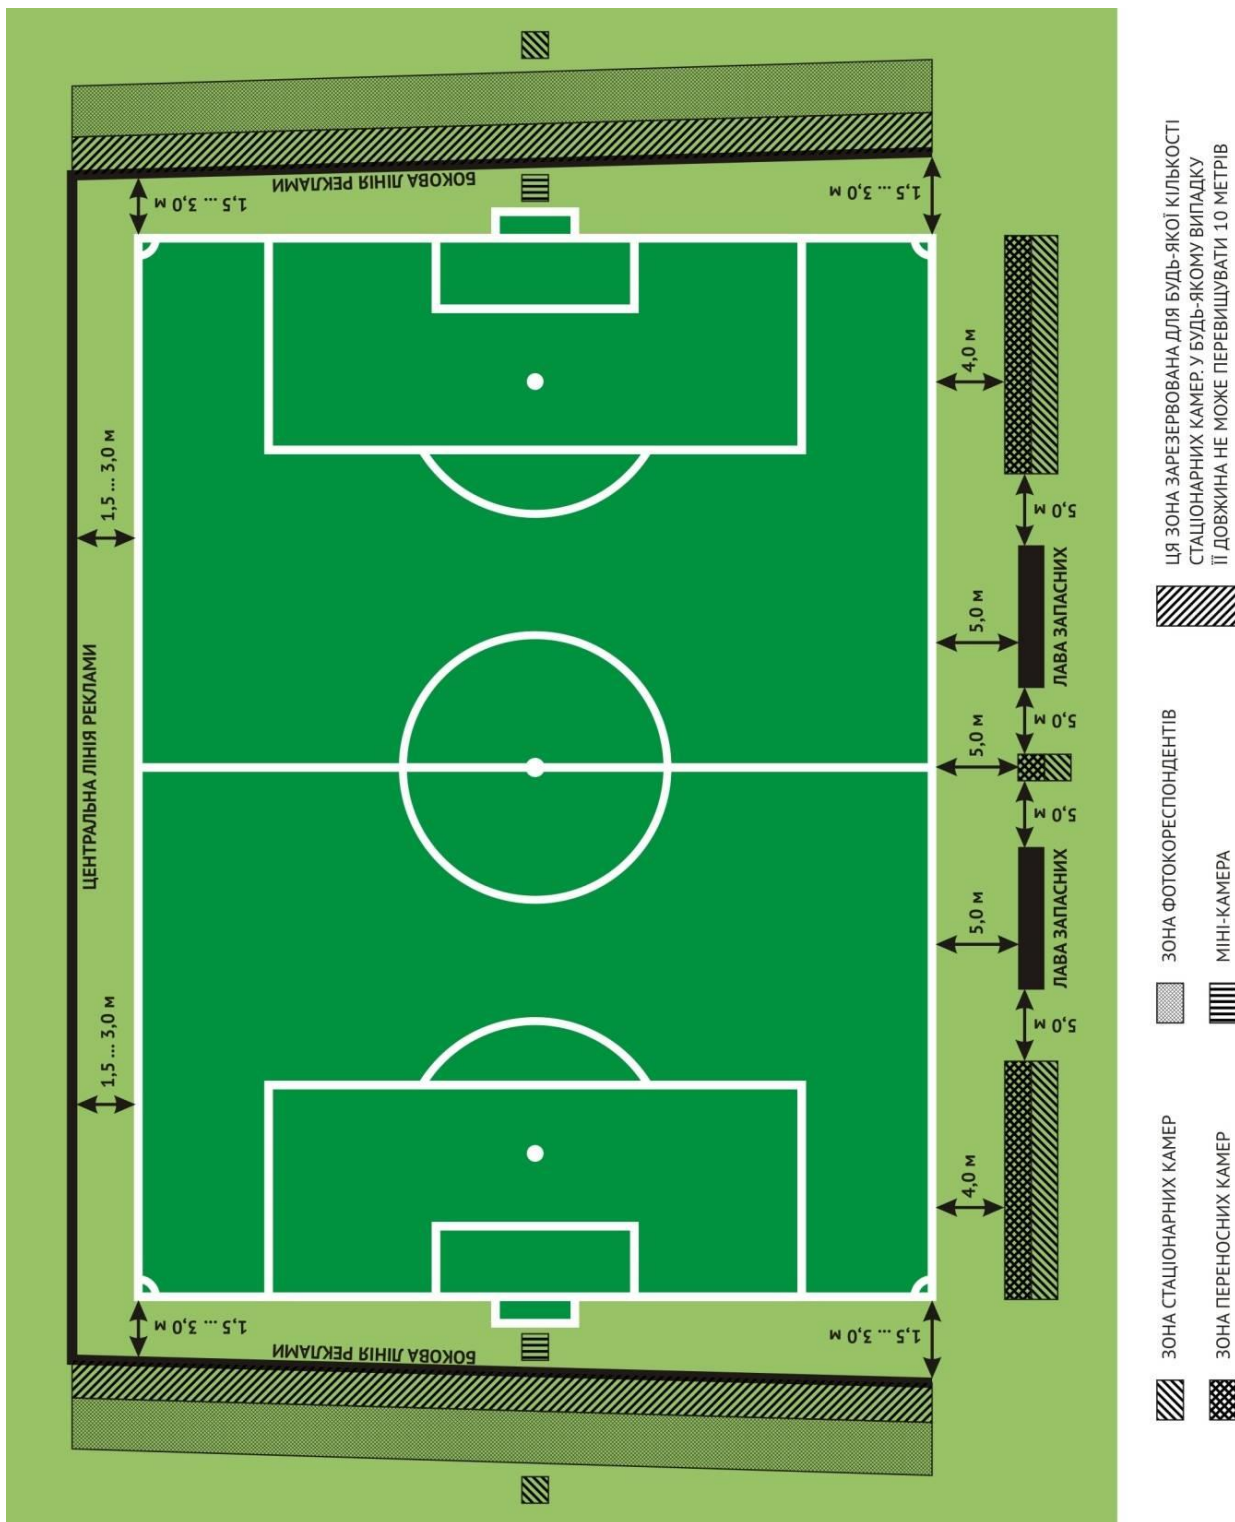 ЦЕНТРАЛЬНА ЛІНІЯ РЕКЛАМИ
1,5 ... 3,0 м
1,5 ... 3,0 м
БОКОВА ЛІНІЯ РЕКЛАМИ
1,5 ... 3,0 м
1,5 ... 3,0 м
БОКОВА ЛІНІЯ РЕКЛАМИ
1,5 ... 3,0 м
1,5 ... 3,0 м
4,0 м
5,0 м
5,0 м
5,0 м
4,0 м
5,0 м
5,0 м
5,0 м
5,0 м
ЛАВА ЗАПАСНИХ
ЛАВА ЗАПАСНИХ
ЗОНА СТАЦІОНАРНИХ КАМЕР
ЗОНА ПЕРЕНОСНИХ КАМЕР
ЗОНА ФОТОКОРЕСПОНДЕНТІВ
МІНІ-КАМЕРА
ЦЯ ЗОНА ЗАРЕЗЕРВОВАНА ДЛЯ БУДЬ-ЯКОЇ КІЛЬКОСТІ
СТАЦІОНАРНИХ КАМЕР. У БУДЬ-ЯКОМУ ВИПАДКУ
ЇЇ ДОВЖИНА НЕ МОЖЕ ПЕРЕВИЩУВАТИ 10 МЕТРІВ